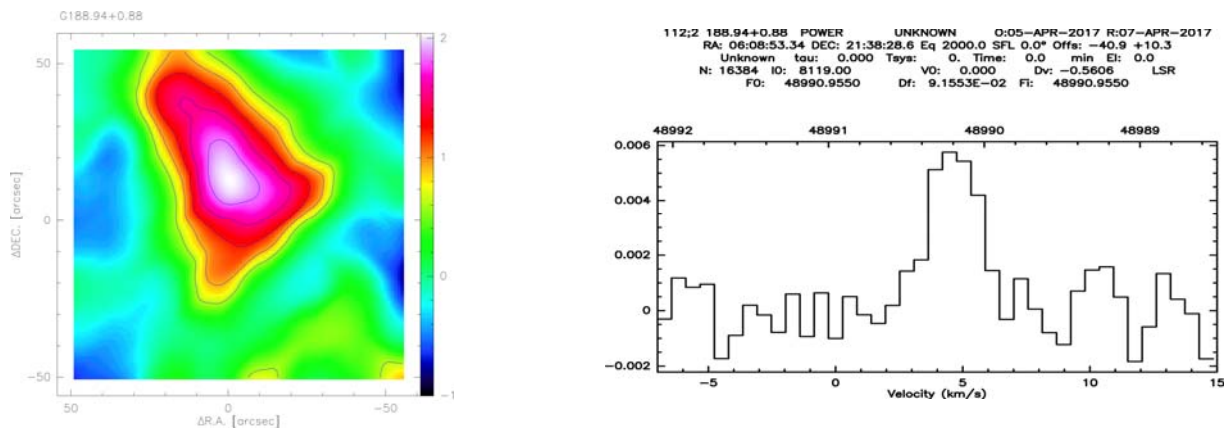 G188.94+0.88
50
0
-50
ΔDEC. [arcsec]
50
0
-50
ΔR.A. [arcsec]
2
1
0
-1
112;2 188.94+0.88 POWER UNKNOWN O:05-APR-2017 R:07-APR-2017
RA: 06:08:53.34 DEC: 21:38:28.6 Eq 2000.0 SFL 0.0° Offs: -40.9 +10.3
Unknown tau: 0.000 Tsys: 0. Time: 0.0 min El: 0.0
N: 16384 I0: 8119.00 V0: 0.000 Dv: -0.5606 LSR
F0: 48990.9550 Df: 9.1553E-02 Fi: 48990.9550
48992 48991 48990 48989
0.006
0.004
0.002
0
-0.002
-5 0 5 10 15
Velocity (km/s)